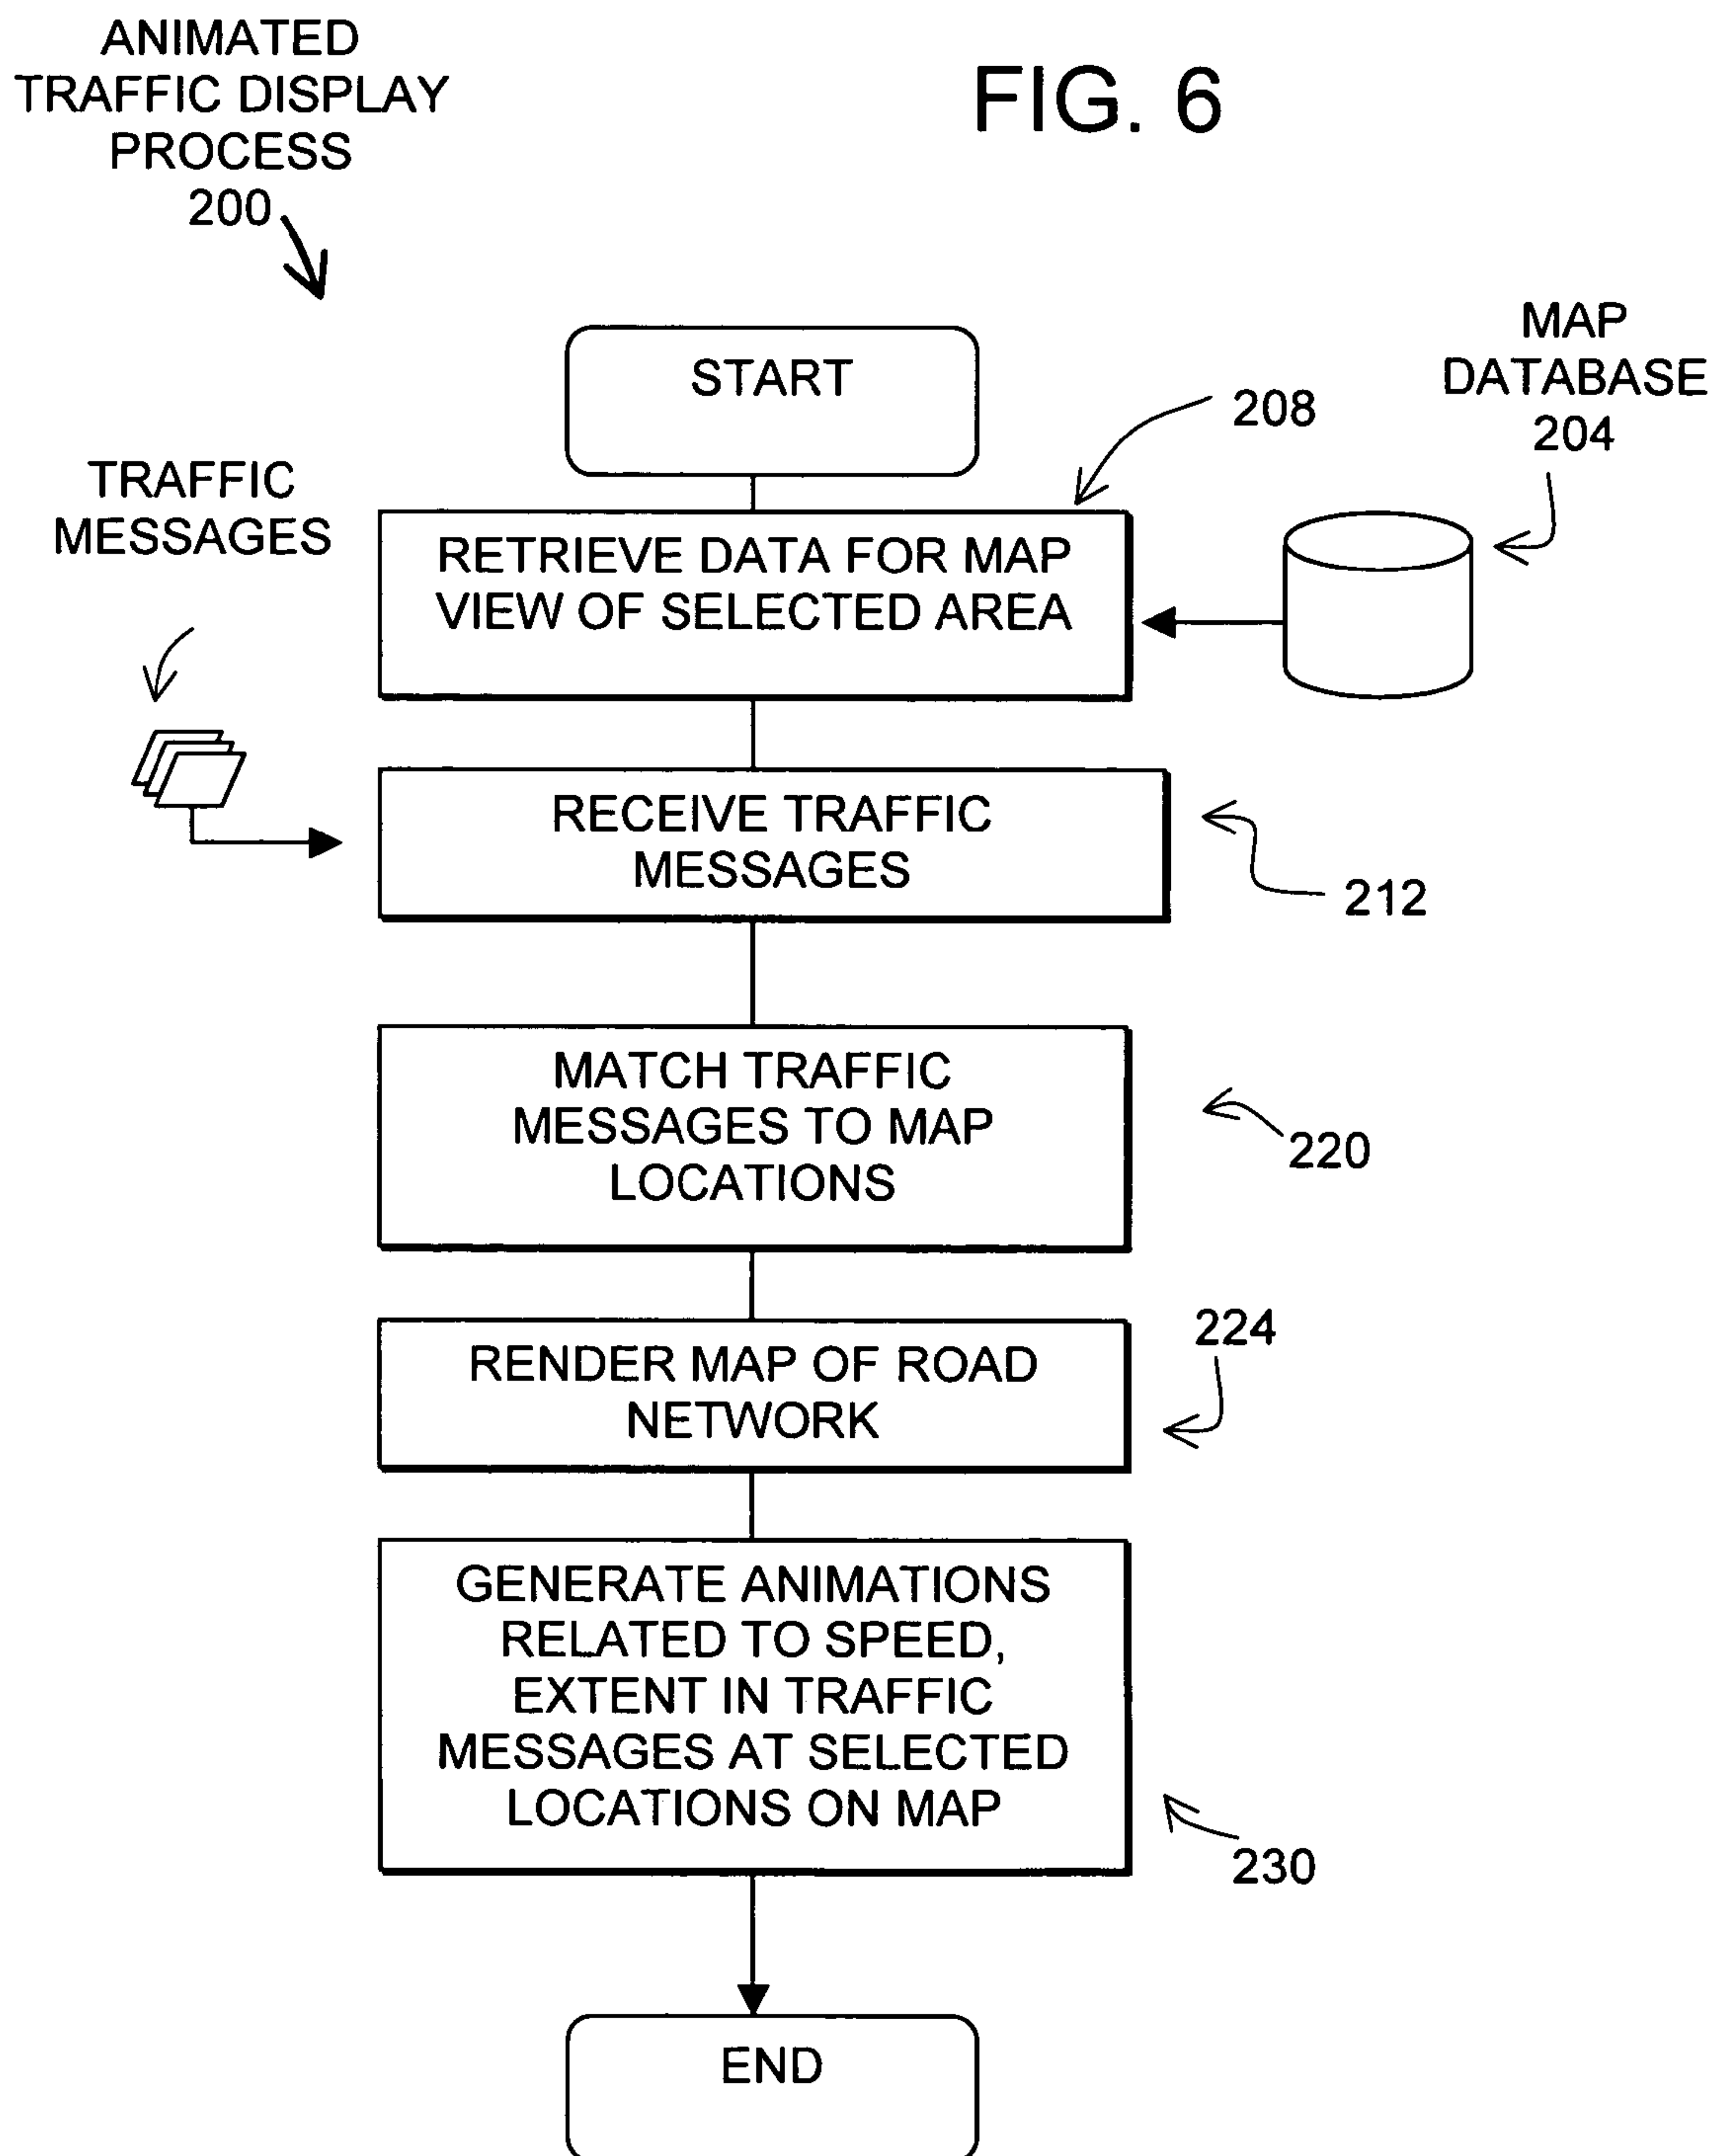 ANIMATED
TRAFFIC DISPLAY
PROCESS
200
FIG. 6
START
208
MAP
DATABASE
204
TRAFFIC
MESSAGES
RETRIEVE DATA FOR MAP
VIEW OF SELECTED AREA
RECEIVE TRAFFIC
MESSAGES
212
MATCH TRAFFIC
MESSAGES TO MAP
LOCATIONS
220
224
RENDER MAP OF ROAD
NETWORK
GENERATE ANIMATIONS
RELATED TO SPEED,
EXTENT IN TRAFFIC
MESSAGES AT SELECTED
LOCATIONS ON MAP
230
END